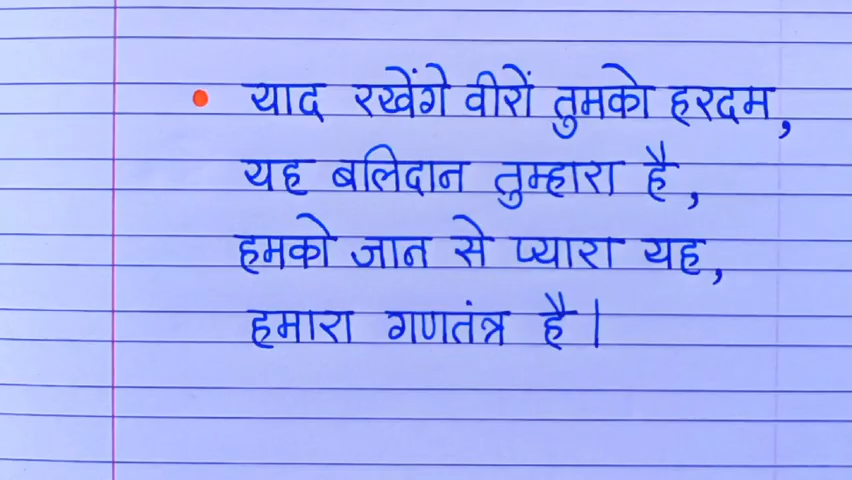 • याद रखेंगे वीरों तुमको हरदम,
यह बलिदान तुम्हारा है,
हमको जान से प्यारा यह,
हमारा गणतंत्र है।